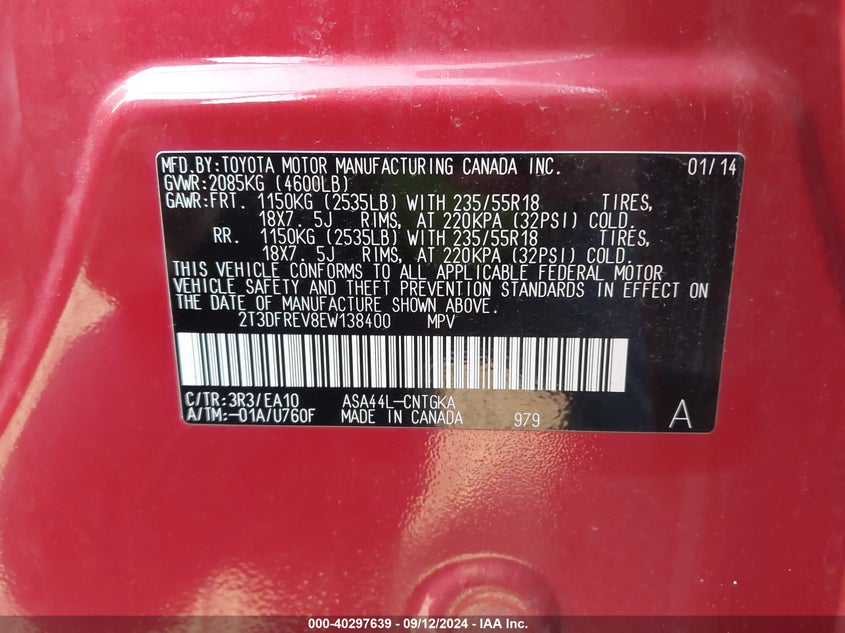 MFD.BY:TOYOTA MOTOR MANUFACTURING CANADA INC. 01/14
GVWR:2085KG (4600LB)
GAWR:FRT. 1150KG (2535LB) WITH 235/55R18 TIRES,
18X7. 5J RIMS, AT 220KPA (32PSI) COLD.
RR. 1150KG (2535LB) WITH 235/55R18 TIRES,
18X7. 5J RIMS, AT 220KPA (32PSI) COLD.
THIS VEHICLE CONFORMS TO ALL APPLICABLE FEDERAL MOTOR
VEHICLE SAFETY AND THEFT PREVENTION STANDARDS IN EFFECT ON
THE DATE OF MANUFACTURE SHOWN ABOVE.
2T3DFREV8EW138400 MPV
C/TR:3R3/EA10 ASA44L-CNTGKA
A/TM:-01A/U760F MADE IN CANADA 979 A
000-40297639 - 09/12/2024 - IAA Inc.